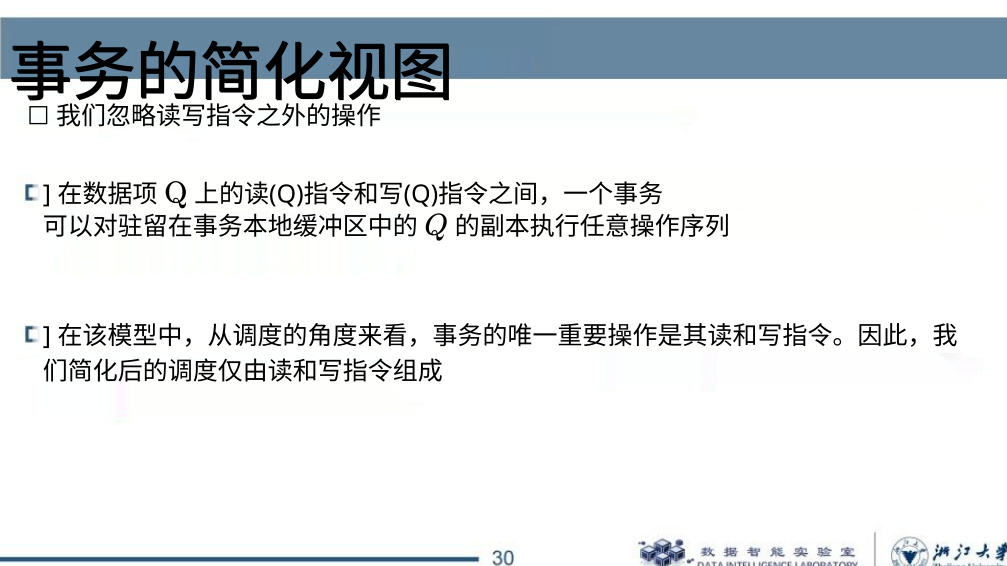 事务的简化视图
☐ 我们忽略读写指令之外的操作
] 在数据项 Q 上的读(Q)指令和写(Q)指令之间，一个事务
可以对驻留在事务本地缓冲区中的 Q 的副本执行任意操作序列
] 在该模型中，从调度的角度来看，事务的唯一重要操作是其读和写指令。因此，我
们简化后的调度仅由读和写指令组成
30
数据智能实验室
DATA INTELLIGENCE LABORATORY
浙江大学